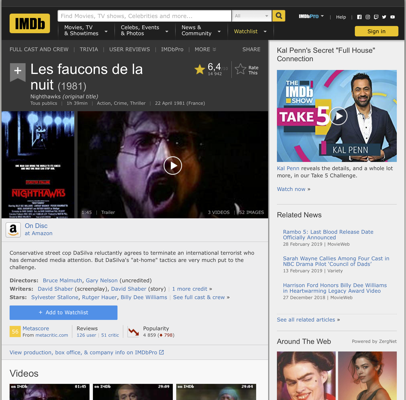 IMDb
Find Movies, TV shows, Celebrities and more...
All
IMDbPro
Help
Movies, TV
& Showtimes
Celebs, Events
& Photos
News &
Community
Watchlist
Sign in
FULL CAST AND CREW | TRIVIA | USER REVIEWS | IMDbPro | MORE
SHARE
+
Les faucons de la
nuit (1981)
6,4
Rate
This
Nighthawks (original title)
Tous publics | 1h 39min | Action, Crime, Thriller | 22 April 1981 (France)
NIGHTHAWKS
1:45 | Trailer
3 VIDEOS
IMAGES
On Disc
at Amazon
Conservative street cop DaSilva reluctantly agrees to terminate an international terrorist who
has demanded media attention. But DaSilva's "at-home" tactics are very much put to the
challenge.
Directors: Bruce Malmuth, Gary Nelson (uncredited)
Writers: David Shaber (screenplay), David Shaber (story) | 1 more credit »
Stars: Sylvester Stallone, Rutger Hauer, Billy Dee Williams | See full cast & crew »
+ Add to Watchlist
Metascore
From metacritic.com
Reviews
126 user | 51 critic
Popularity
4 859 ( 798)
View production, box office, & company info on IMDbPro
Videos
01:45
29:09
29:09
Kal Penn's Secret "Full House"
Connection
THE
IMDb
SHOW
TAKE 5
KAL PENN
Kal Penn reveals the details, and a whole lot
more, in our Take 5 Challenge.
Watch now »
Related News
Rambo 5: Last Blood Release Date
Officially Announced
28 February 2019 | MovieWeb
Sarah Wayne Callies Among Four Cast in
NBC Drama Pilot 'Council of Dads'
13 February 2019 | Variety
Harrison Ford Honors Billy Dee Williams
in Heartwarming Legacy Award Video
27 December 2018 | MovieWeb
See all related articles »
Around The Web
Powered by ZergNet